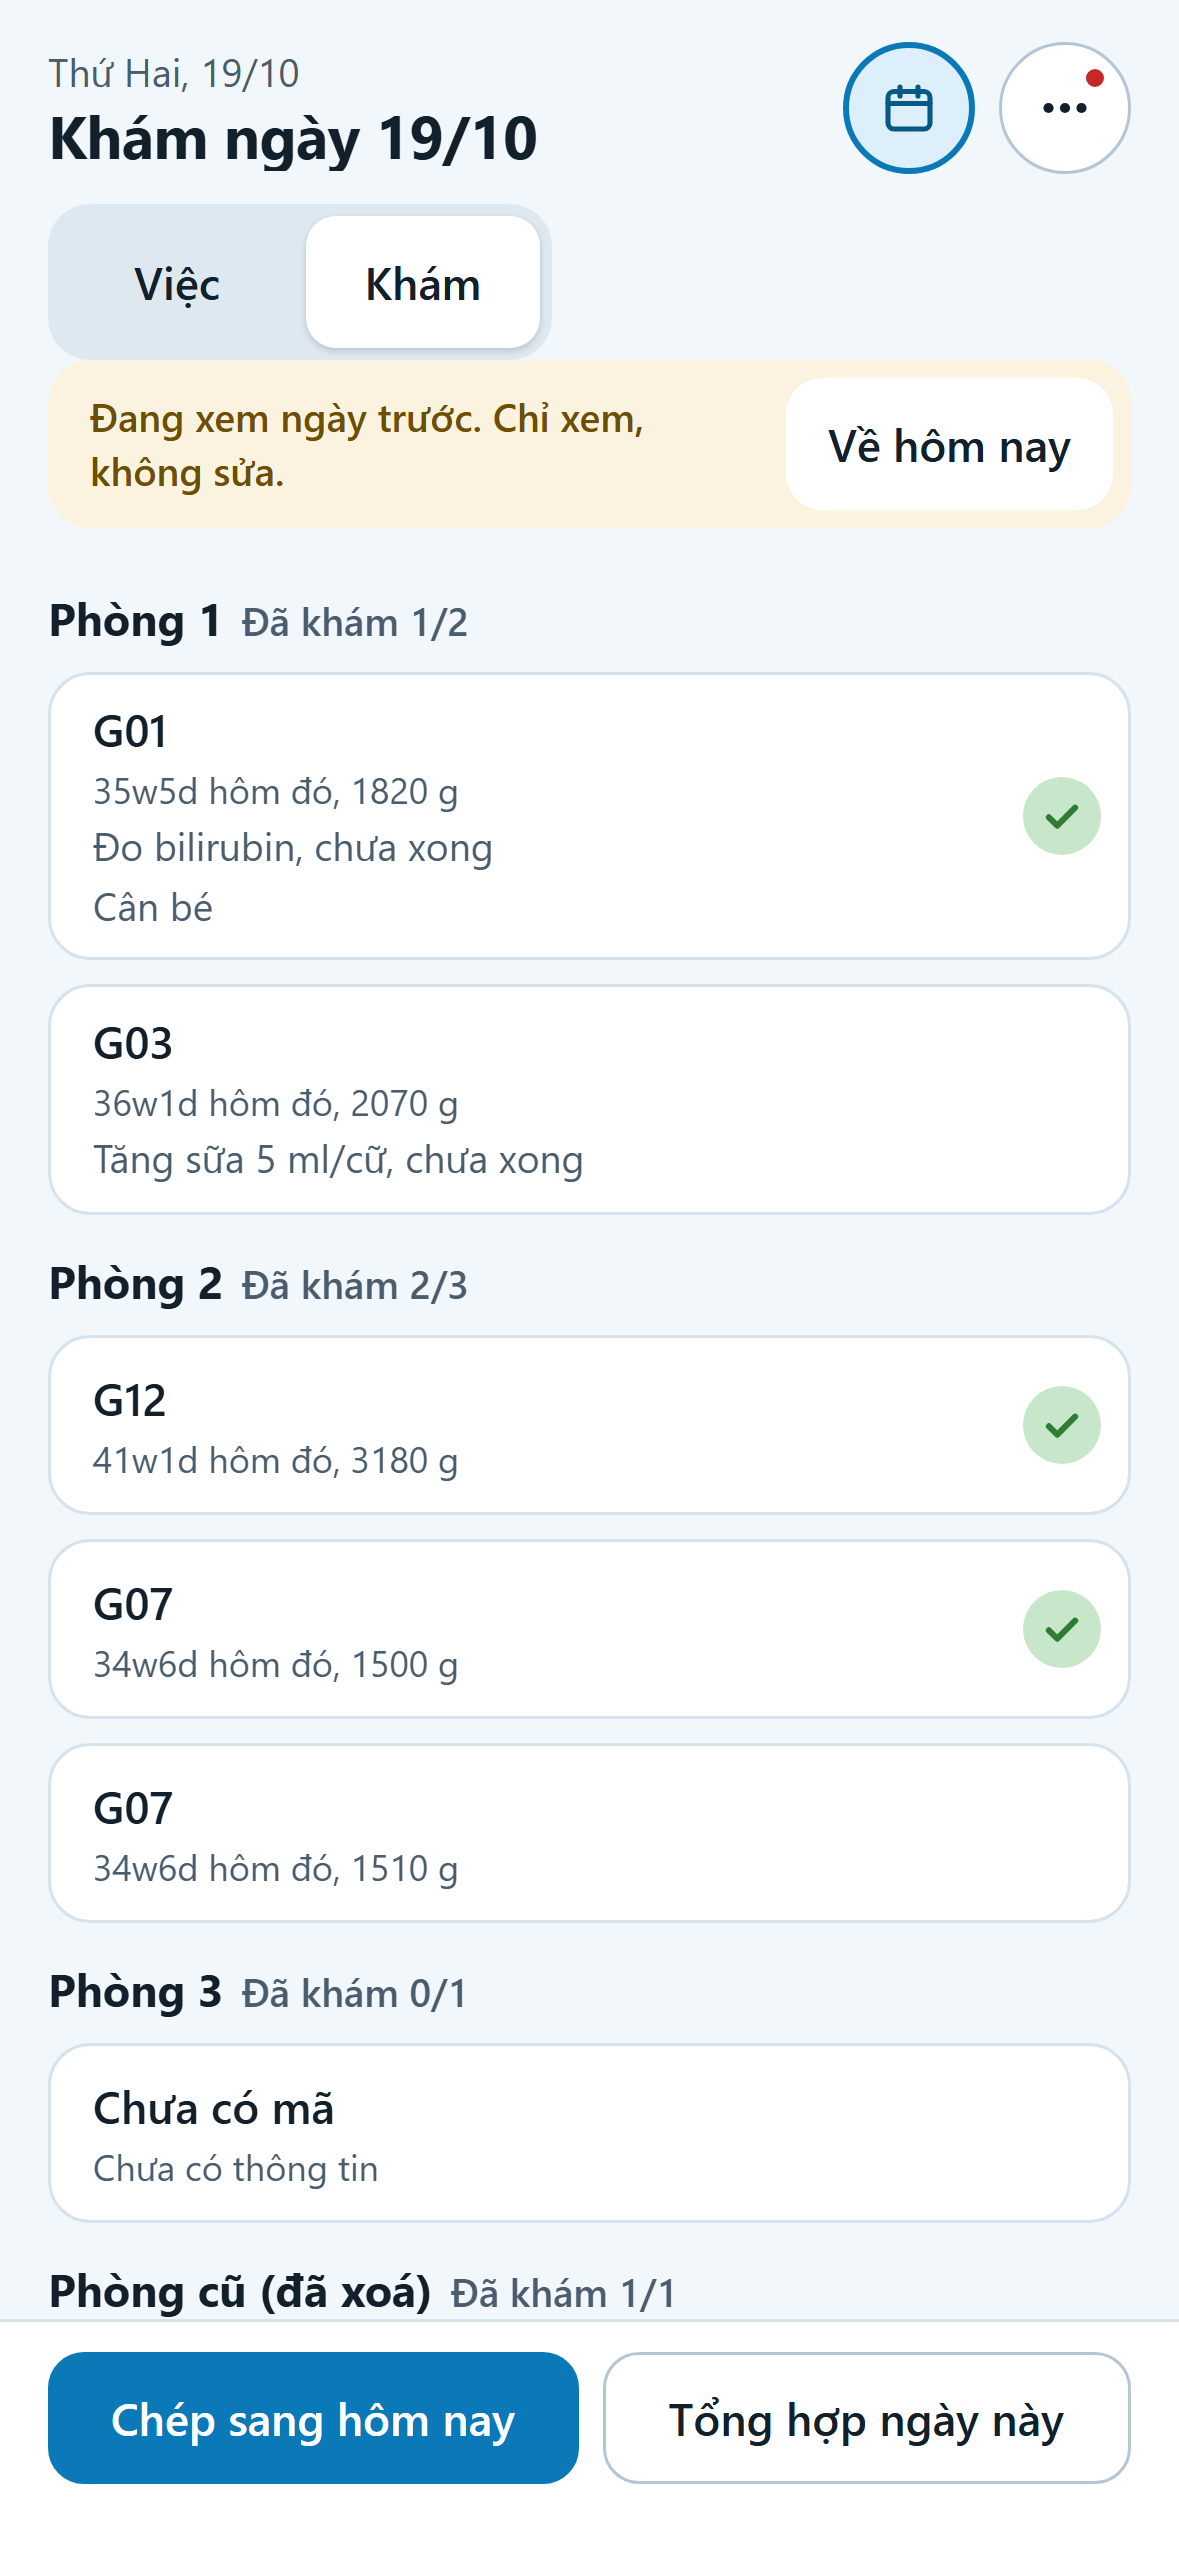 Thứ Hai, 19/10
Khám ngày 19/10
Việc
Khám
Đang xem ngày trước. Chỉ xem,
không sửa.
Về hôm nay
Phòng 1 Đã khám 1/2
G01
35w5d hôm đó, 1820 g
Đo bilirubin, chưa xong
Cân bé
G03
36w1d hôm đó, 2070 g
Tăng sữa 5 ml/cữ, chưa xong
Phòng 2 Đã khám 2/3
G12
41w1d hôm đó, 3180 g
G07
34w6d hôm đó, 1500 g
G07
34w6d hôm đó, 1510 g
Phòng 3 Đã khám 0/1
Chưa có mã
Chưa có thông tin
Phòng cũ (đã xoá) Đã khám 1/1
Chép sang hôm nay
Tổng hợp ngày này